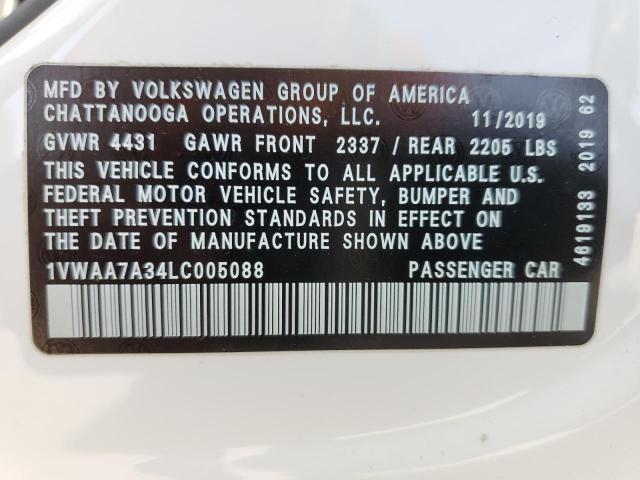 MFD BY VOLKSWAGEN GROUP OF AMERICA
CHATTANOOGA OPERATIONS, LLC. 11/2019
GVWR 4431 GAWR FRONT 2337 / REAR 2205 LBS
THIS VEHICLE CONFORMS TO ALL APPLICABLE U.S.
FEDERAL MOTOR VEHICLE SAFETY, BUMPER AND
THEFT PREVENTION STANDARDS IN EFFECT ON
THE DATE OF MANUFACTURE SHOWN ABOVE.
1VWAA7A34LC005088 PASSENGER CAR
4619133 2019 62